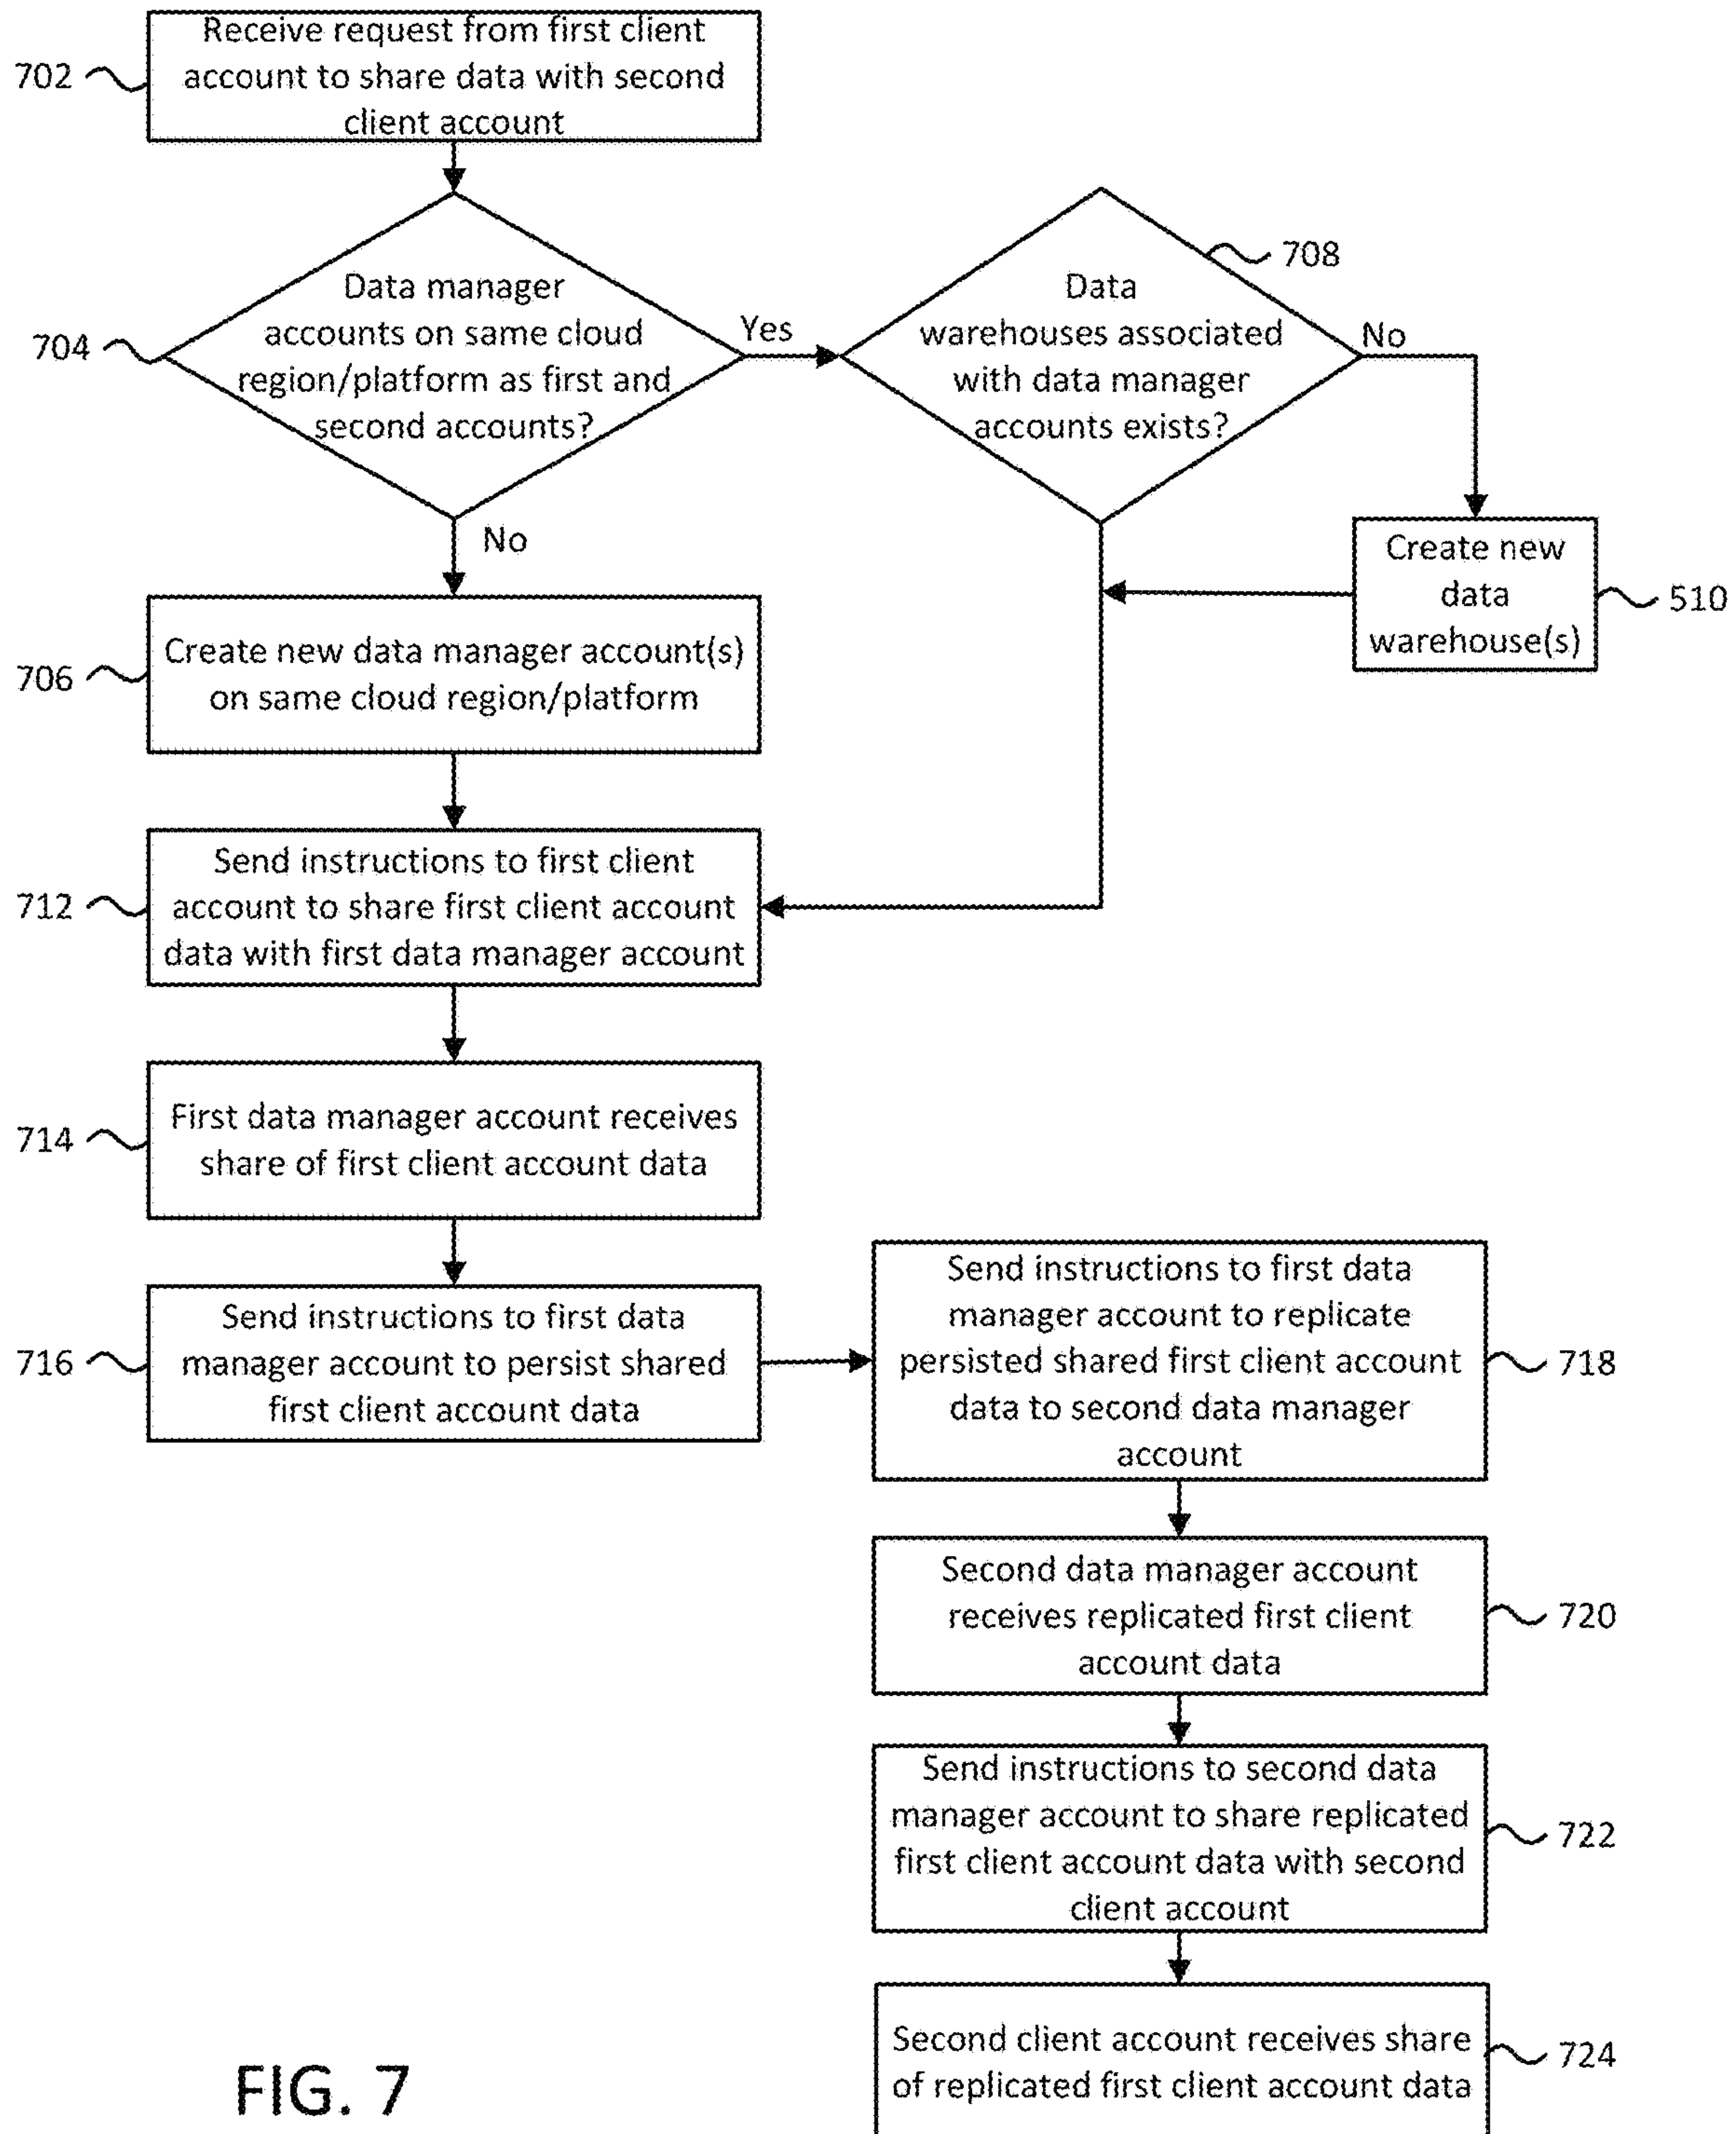 Receive request from first client
account to share data with second
client account
702
Data manager
accounts on same cloud
region/platform as first and
second accounts?
704
Yes
No
Data
warehouses associated
with data manager
accounts exists?
708
No
Create new
data
warehouse(s)
510
Create new data manager account(s)
on same cloud region/platform
706
Send instructions to first client
account to share first client account
data with first data manager account
712
First data manager account receives
share of first client account data
714
Send instructions to first data
manager account to persist shared
first client account data
716
Send instructions to first data
manager account to replicate
persisted shared first client account
data to second data manager
account
718
Second data manager account
receives replicated first client
account data
720
Send instructions to second data
manager account to share replicated
first client account data with second
client account
722
Second client account receives share
of replicated first client account data
724
FIG. 7